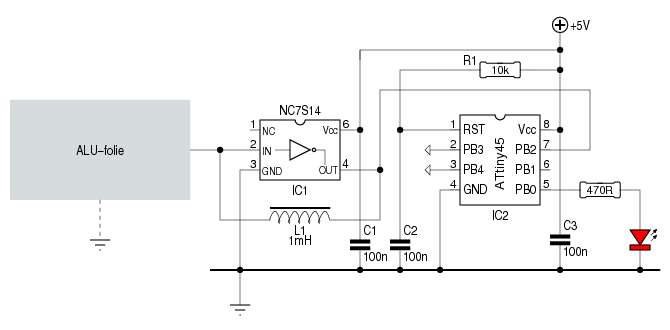 +5V
R1
10k
NC7S14
1 NC Vcc 6
2 IN
3 GND OUT 4
IC1
ALU-folie
1 RST Vcc 8
2 PB3 PB2 7
3 PB4 PB1 6
4 GND PB0 5
ATtiny45
IC2
470R
L1
1mH
C1
100n
C2
100n
C3
100n